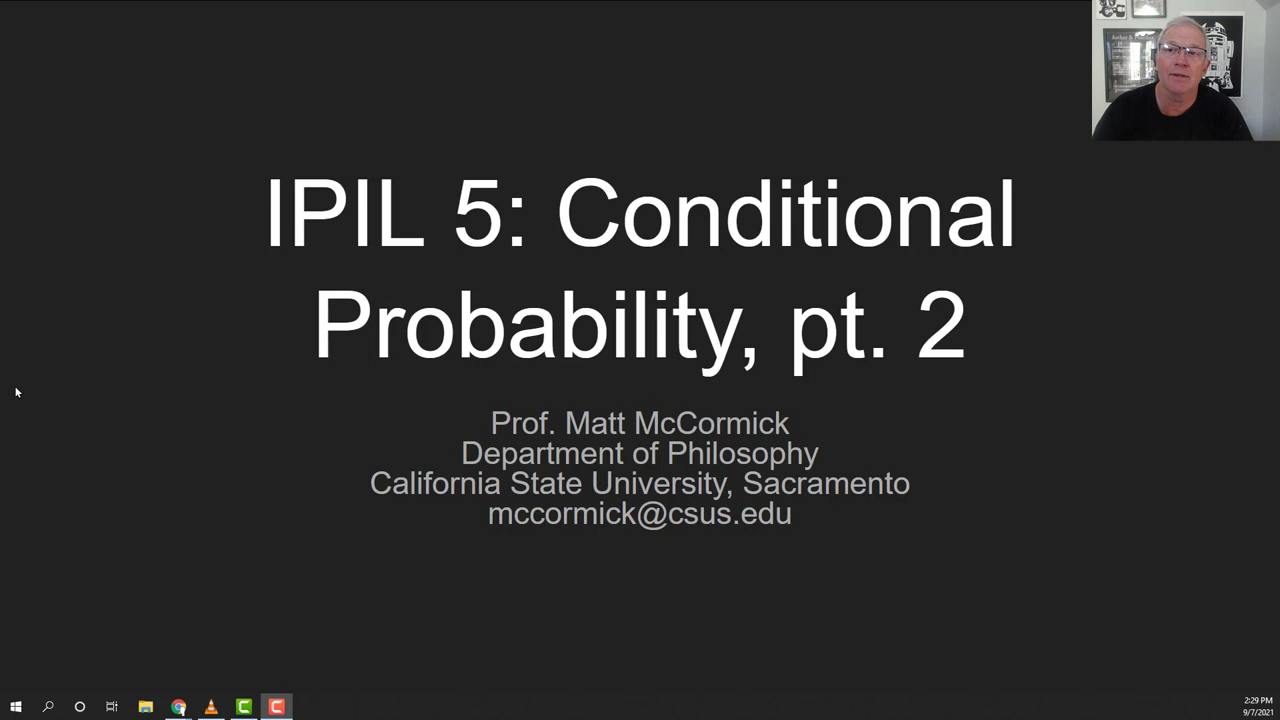 IPIL 5: Conditional
Probability, pt. 2
Prof. Matt McCormick
Department of Philosophy
California State University, Sacramento
mccormick@csus.edu
2:29 PM
9/7/2021